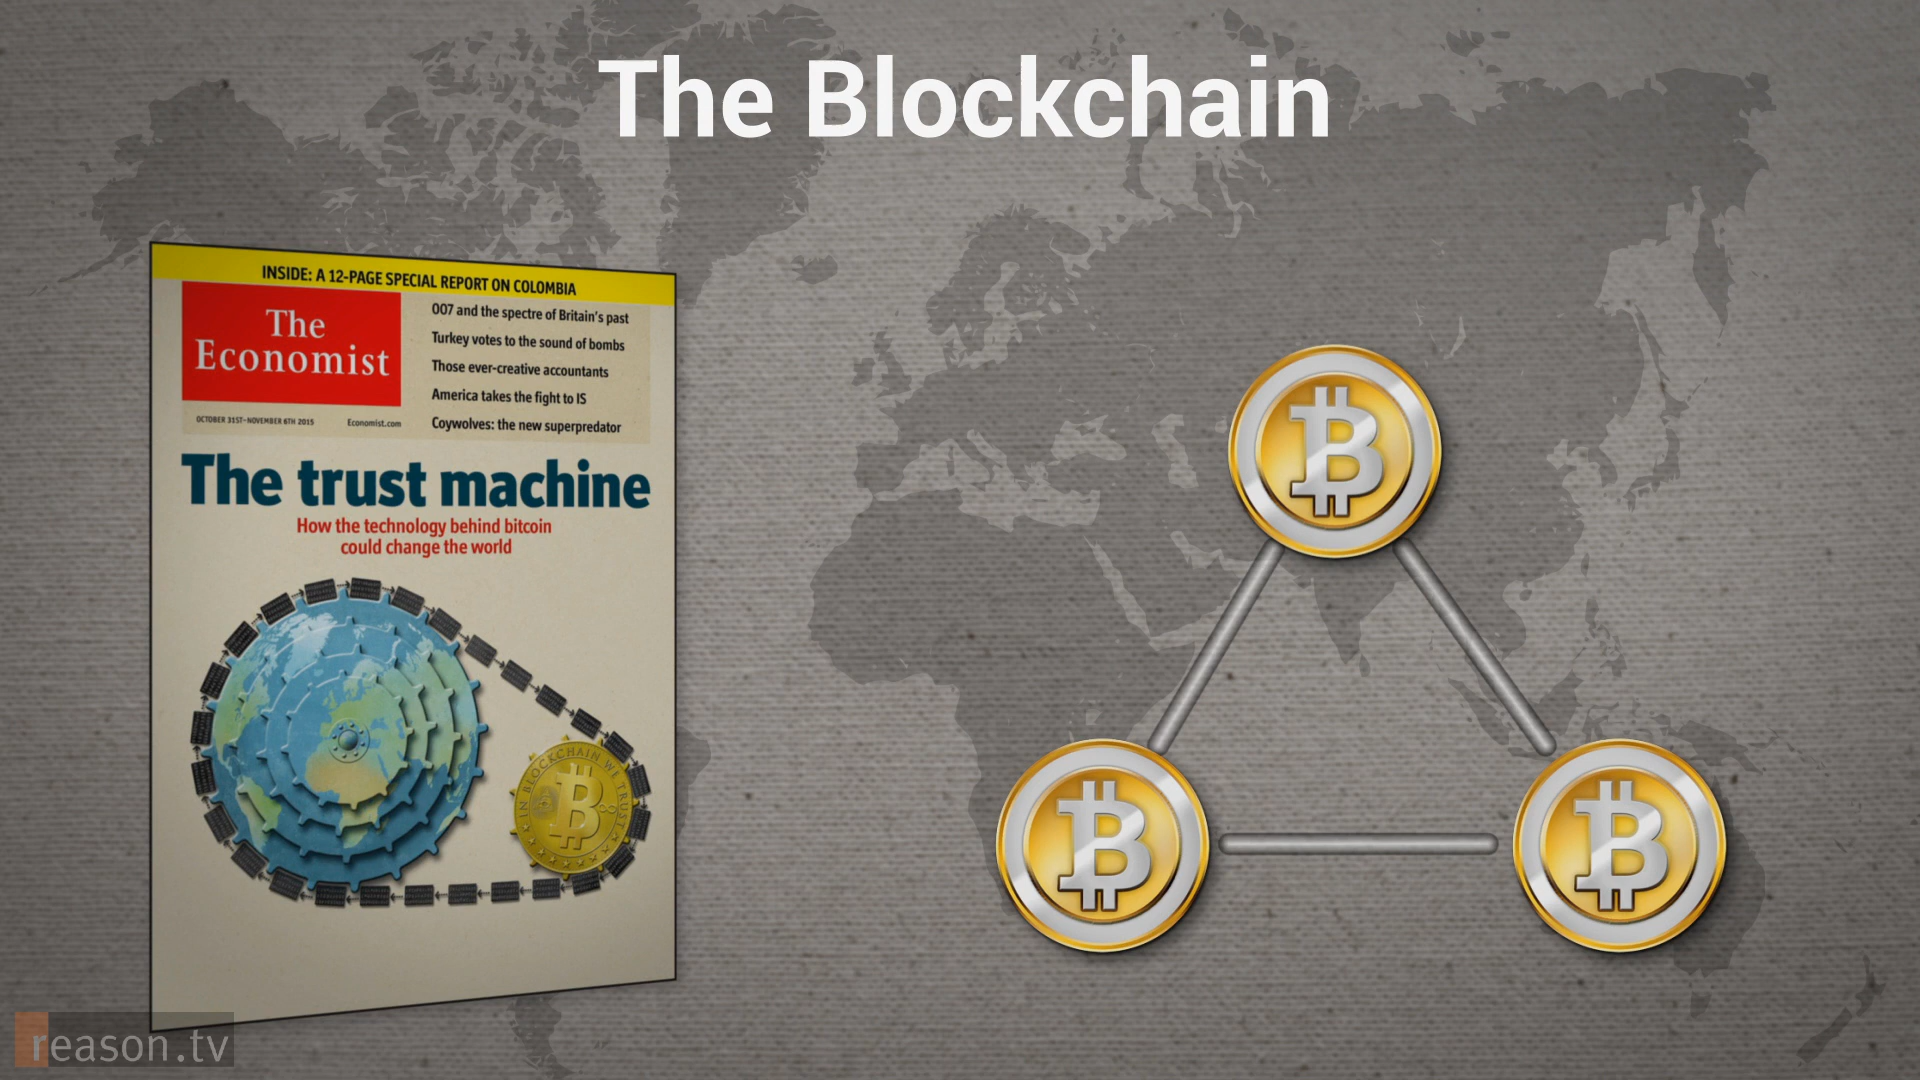 The Blockchain
INSIDE: A 12-PAGE SPECIAL REPORT ON COLOMBIA
The
Economist
OCTOBER 31ST–NOVEMBER 6TH 2015
Economist.com
007 and the spectre of Britain's past
Turkey votes to the sound of bombs
Those ever-creative accountants
America takes the fight to IS
Coywolves: the new superpredator
The trust machine
How the technology behind bitcoin
could change the world
IN BLOCKCHAIN WE TRUST
reason.tv